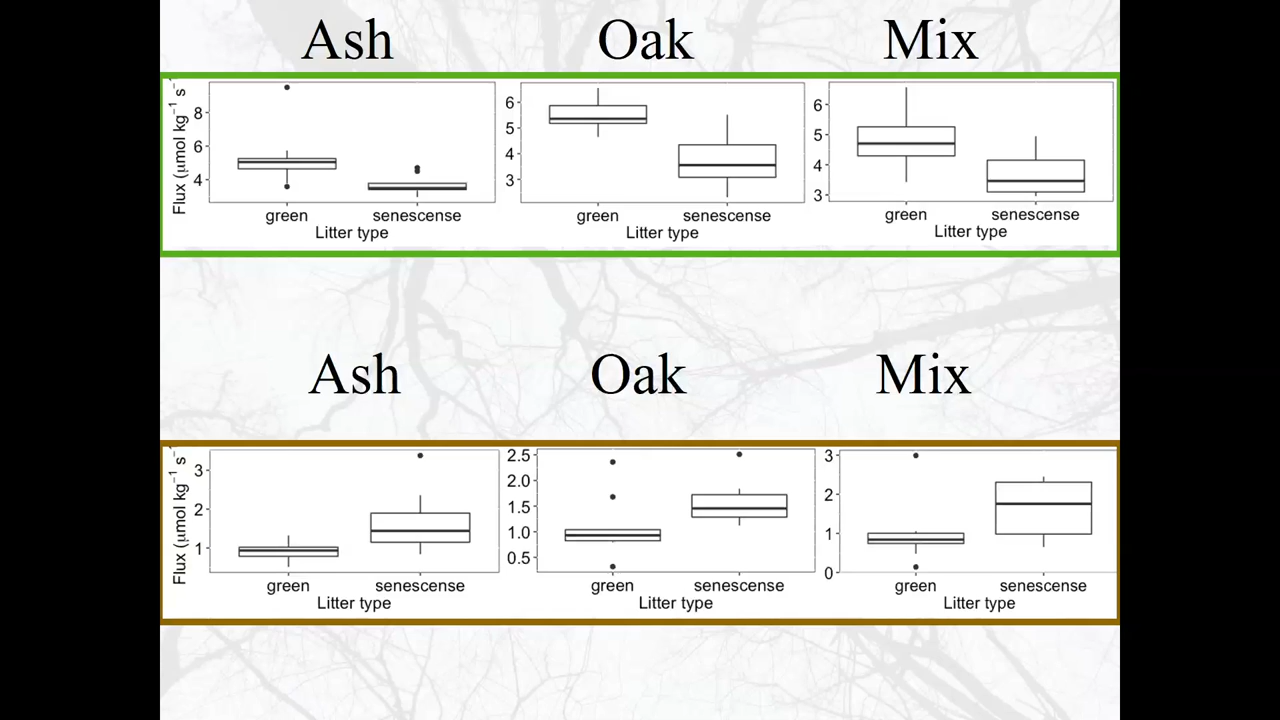 Ash Oak Mix
Flux (μmol kg⁻¹ s⁻
8
6
4
green senescense
Litter type
6
5
4
3
green senescense
Litter type
6
5
4
3
green senescense
Litter type
Ash Oak Mix
Flux (μmol kg⁻¹ s⁻
3
2
1
green senescense
Litter type
2.5
2.0
1.5
1.0
0.5
green senescense
Litter type
3
2
1
0
green senescense
Litter type